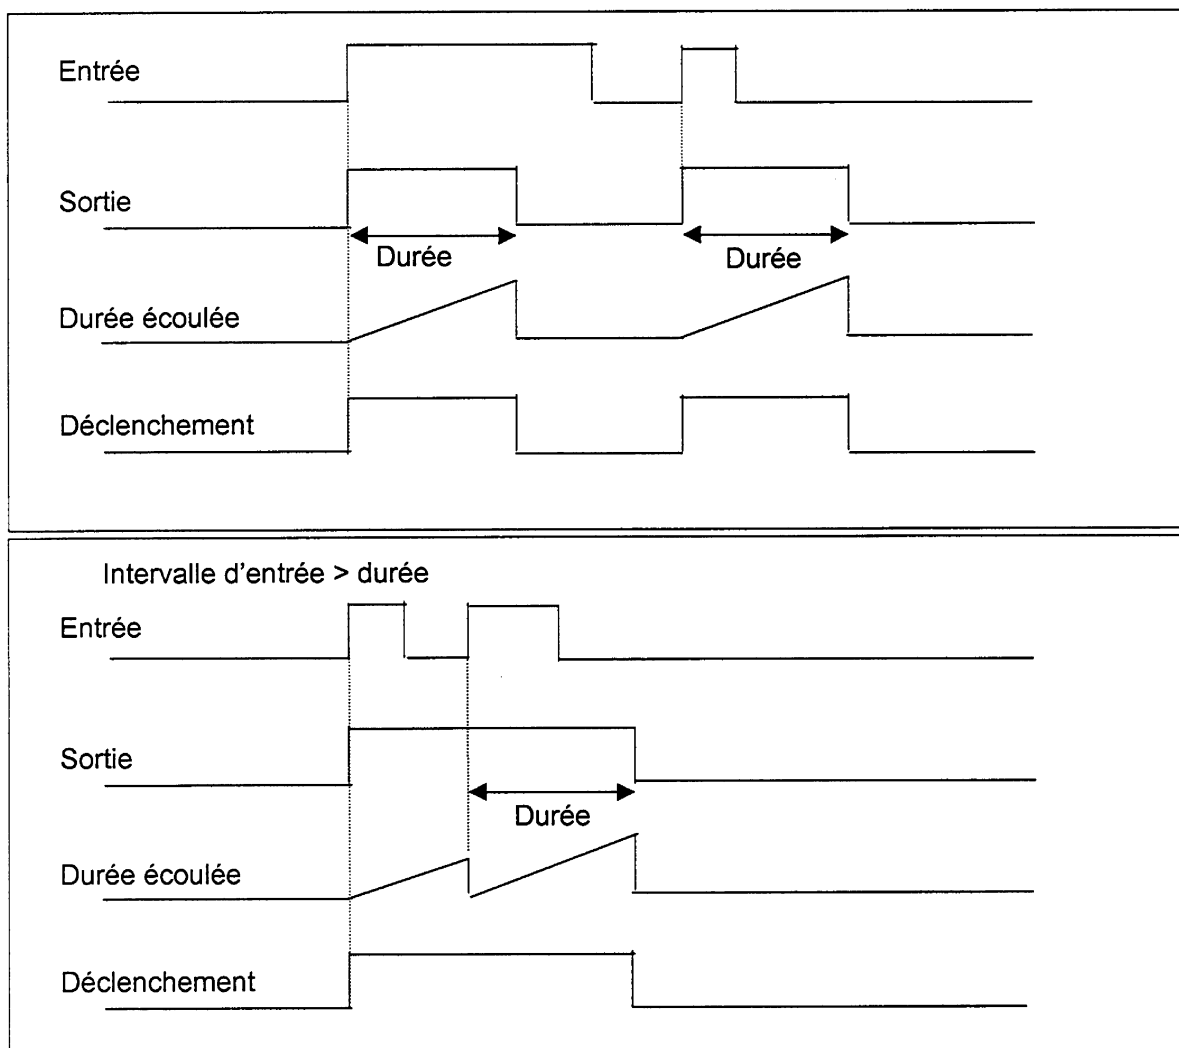 Entrée
Sortie
Durée
Durée
Durée écoulée
Déclenchement
Intervalle d'entrée > durée
Entrée
Sortie
Durée
Durée écoulée
Déclenchement